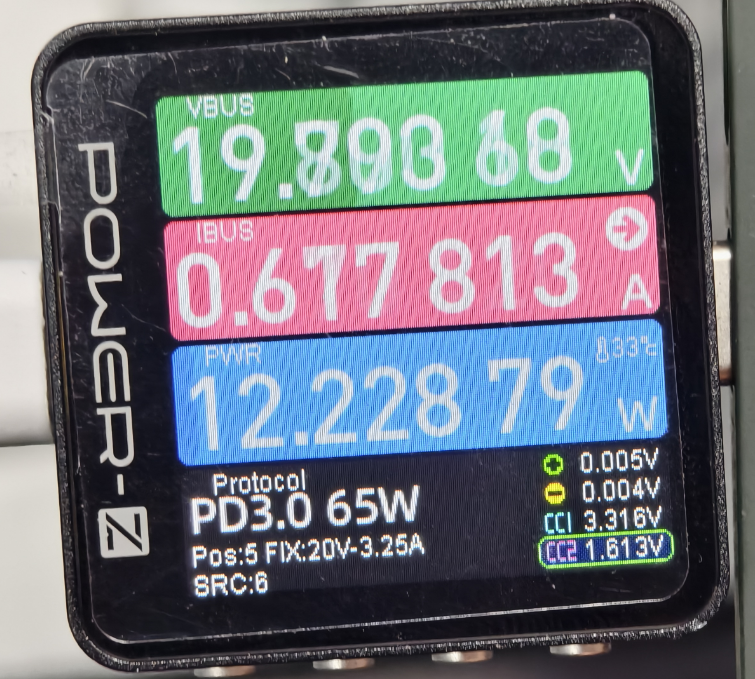 POWER-Z
VBUS
V
IBUS
A
PWR
33℃
12.228 79 W
Protocol
PD3.0 65W
Pos:5 FIX:20V-3.25A
SRC:6
0.005V
0.004V
CC1 3.316V
CC2 1.613V